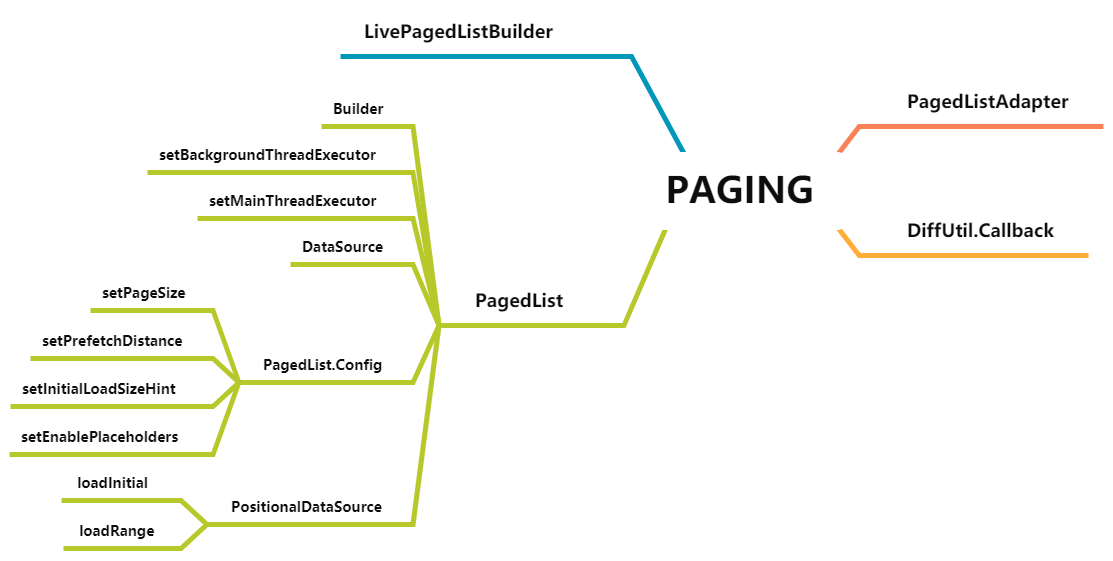 LivePagedListBuilder
PagedListAdapter
Builder
setBackgroundThreadExecutor
PAGING
setMainThreadExecutor
DiffUtil.Callback
DataSource
setPageSize
PagedList
setPrefetchDistance
PagedList.Config
setInitialLoadSizeHint
setEnablePlaceholders
loadInitial
PositionalDataSource
loadRange